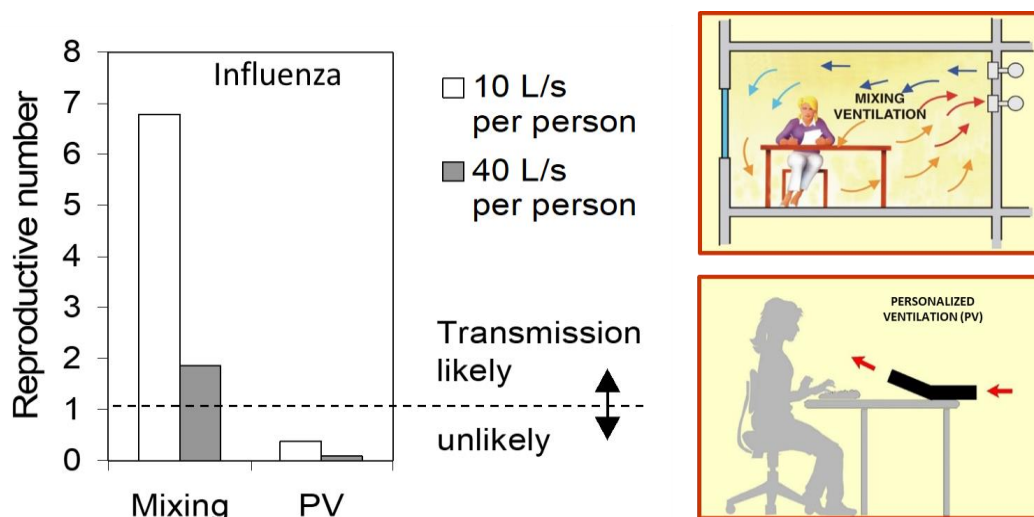 Reproductive number
8
7
6
5
4
3
2
1
0
Influenza
Mixing
PV
10 L/s
per person
40 L/s
per person
Transmission
likely
unlikely
MIXING
VENTILATION
PERSONALIZED
VENTILATION (PV)